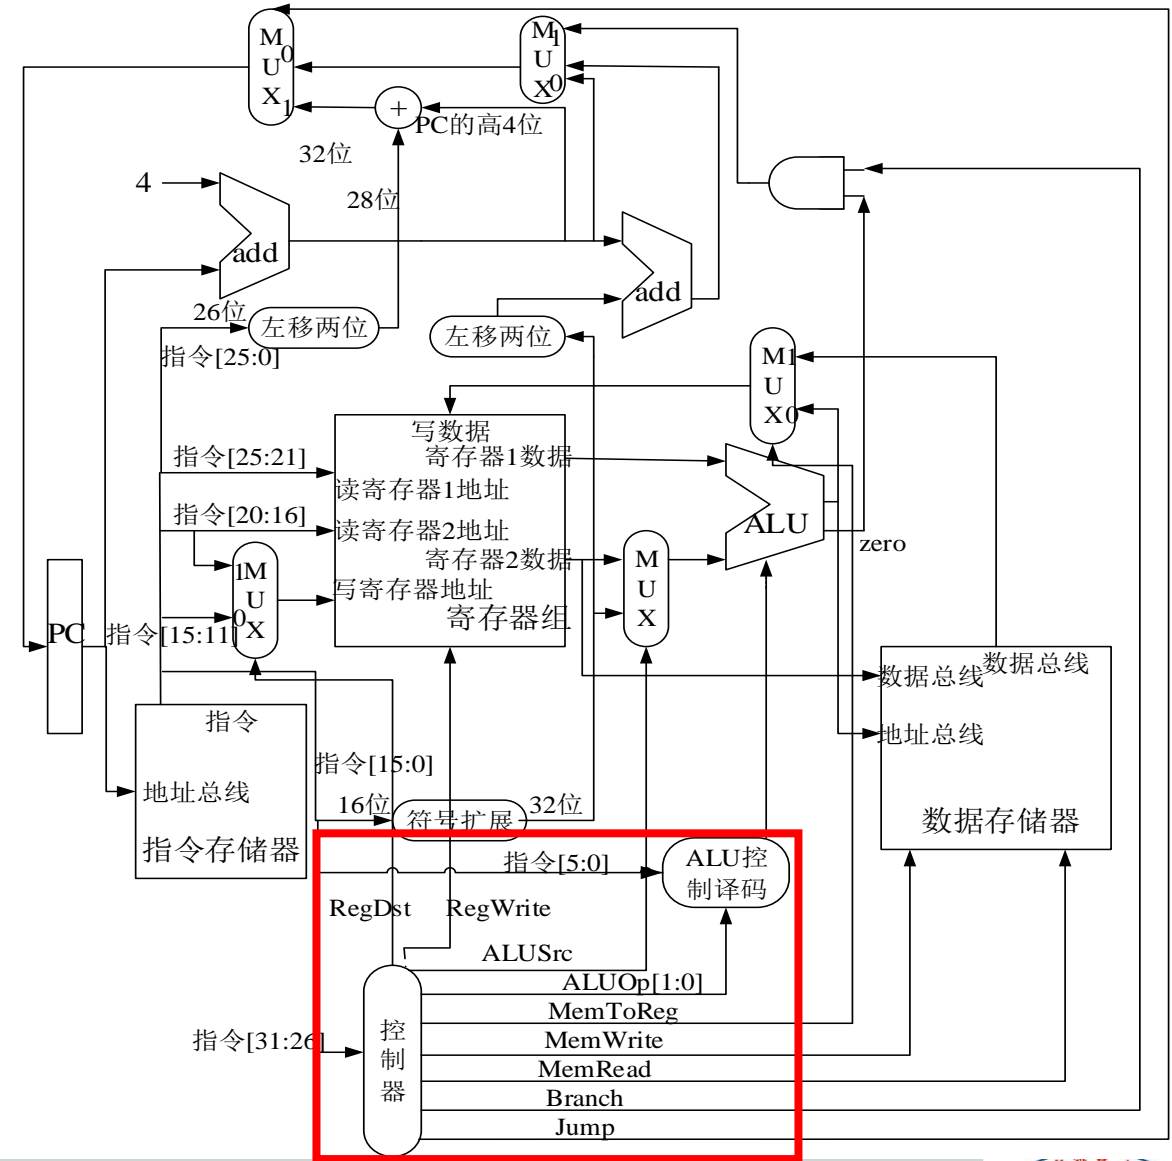 M
U
X
0
1
M
U
X
1
0
+
PC的高4位
32位
4
28位
add
add
26位
左移两位
左移两位
指令[25:0]
M
U
X
1
0
写数据
寄存器1数据
指令[25:21]
读寄存器1地址
指令[20:16]
读寄存器2地址
ALU
zero
寄存器2数据
M
U
X
1
0
M
U
X
写寄存器地址
寄存器组
PC
指令[15:11]
数据总线
数据总线
指令
地址总线
指令[15:0]
地址总线
16位
符号扩展
32位
数据存储器
指令存储器
指令[5:0]
ALU控
制译码
RegDst
RegWrite
ALUSrc
ALUOp[1:0]
MemToReg
控
制
器
指令[31:26]
MemWrite
MemRead
Branch
Jump